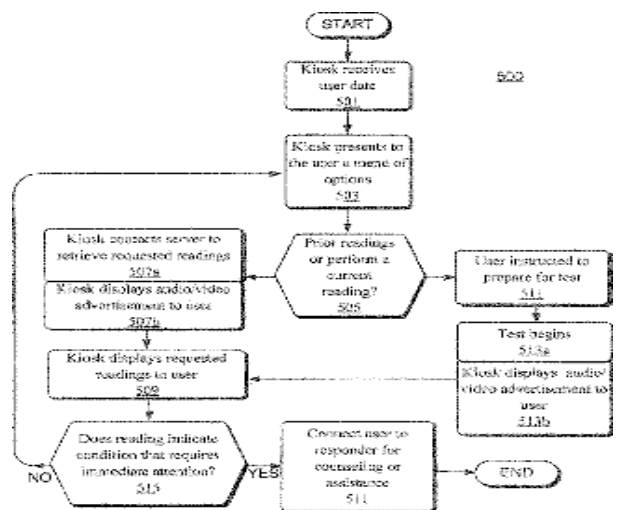 START
Kiosk receives
user date
501
500
Kiosk presents to
the user a menu of
options
503
Prior readings
or perform a
current
reading?
505
Kiosk contacts server to
retrieve requested readings
507a
Kiosk displays audio/video
advertisement to user
507b
User instructed to
prepare for test
511
Test begins
513a
Kiosk displays audio/
video advertisement to
user
513b
Kiosk displays requested
readings to user
509
Does reading indicate
condition that requires
immediate attention?
515
NO
YES
Connect user to
responder for
counseling or
assistance
511
END